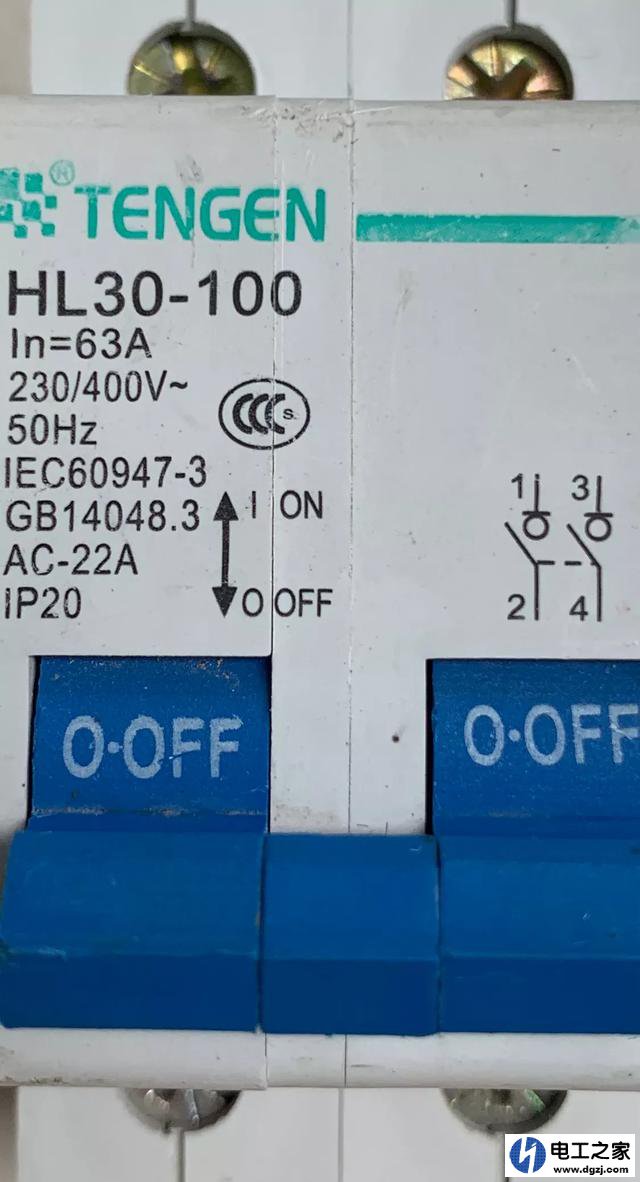 ® TENGEN
HL30-100
In=63A
230/400V~
50Hz
CCC S
IEC60947-3
GB14048.3
I ON
AC-22A
IP20
O OFF
1 3
2 4
O·OFF
O·OFF
电工之家
www.dgzj.com